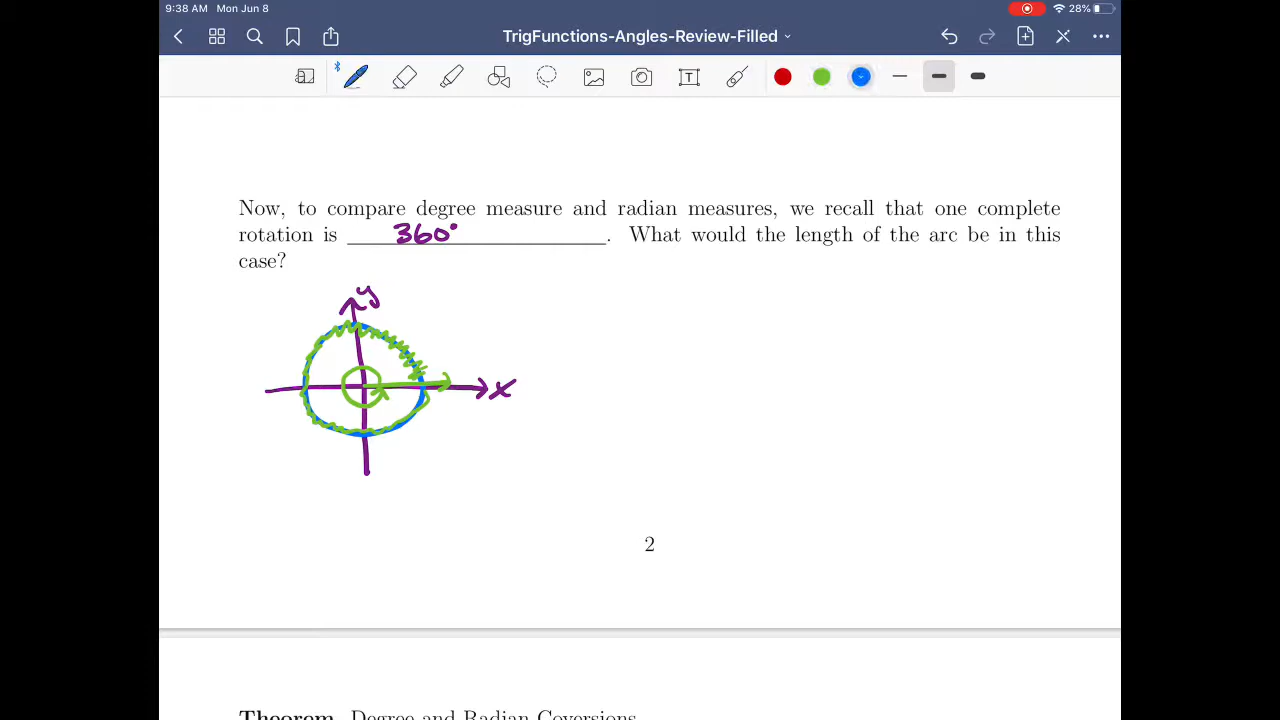 9:38 AM Mon Jun 8
28%
TrigFunctions-Angles-Review-Filled
T
Now, to compare degree measure and radian measures, we recall that one complete
rotation is 360°. What would the length of the arc be in this
case?
y
x
2
Theorem Degree and Radian Coversions